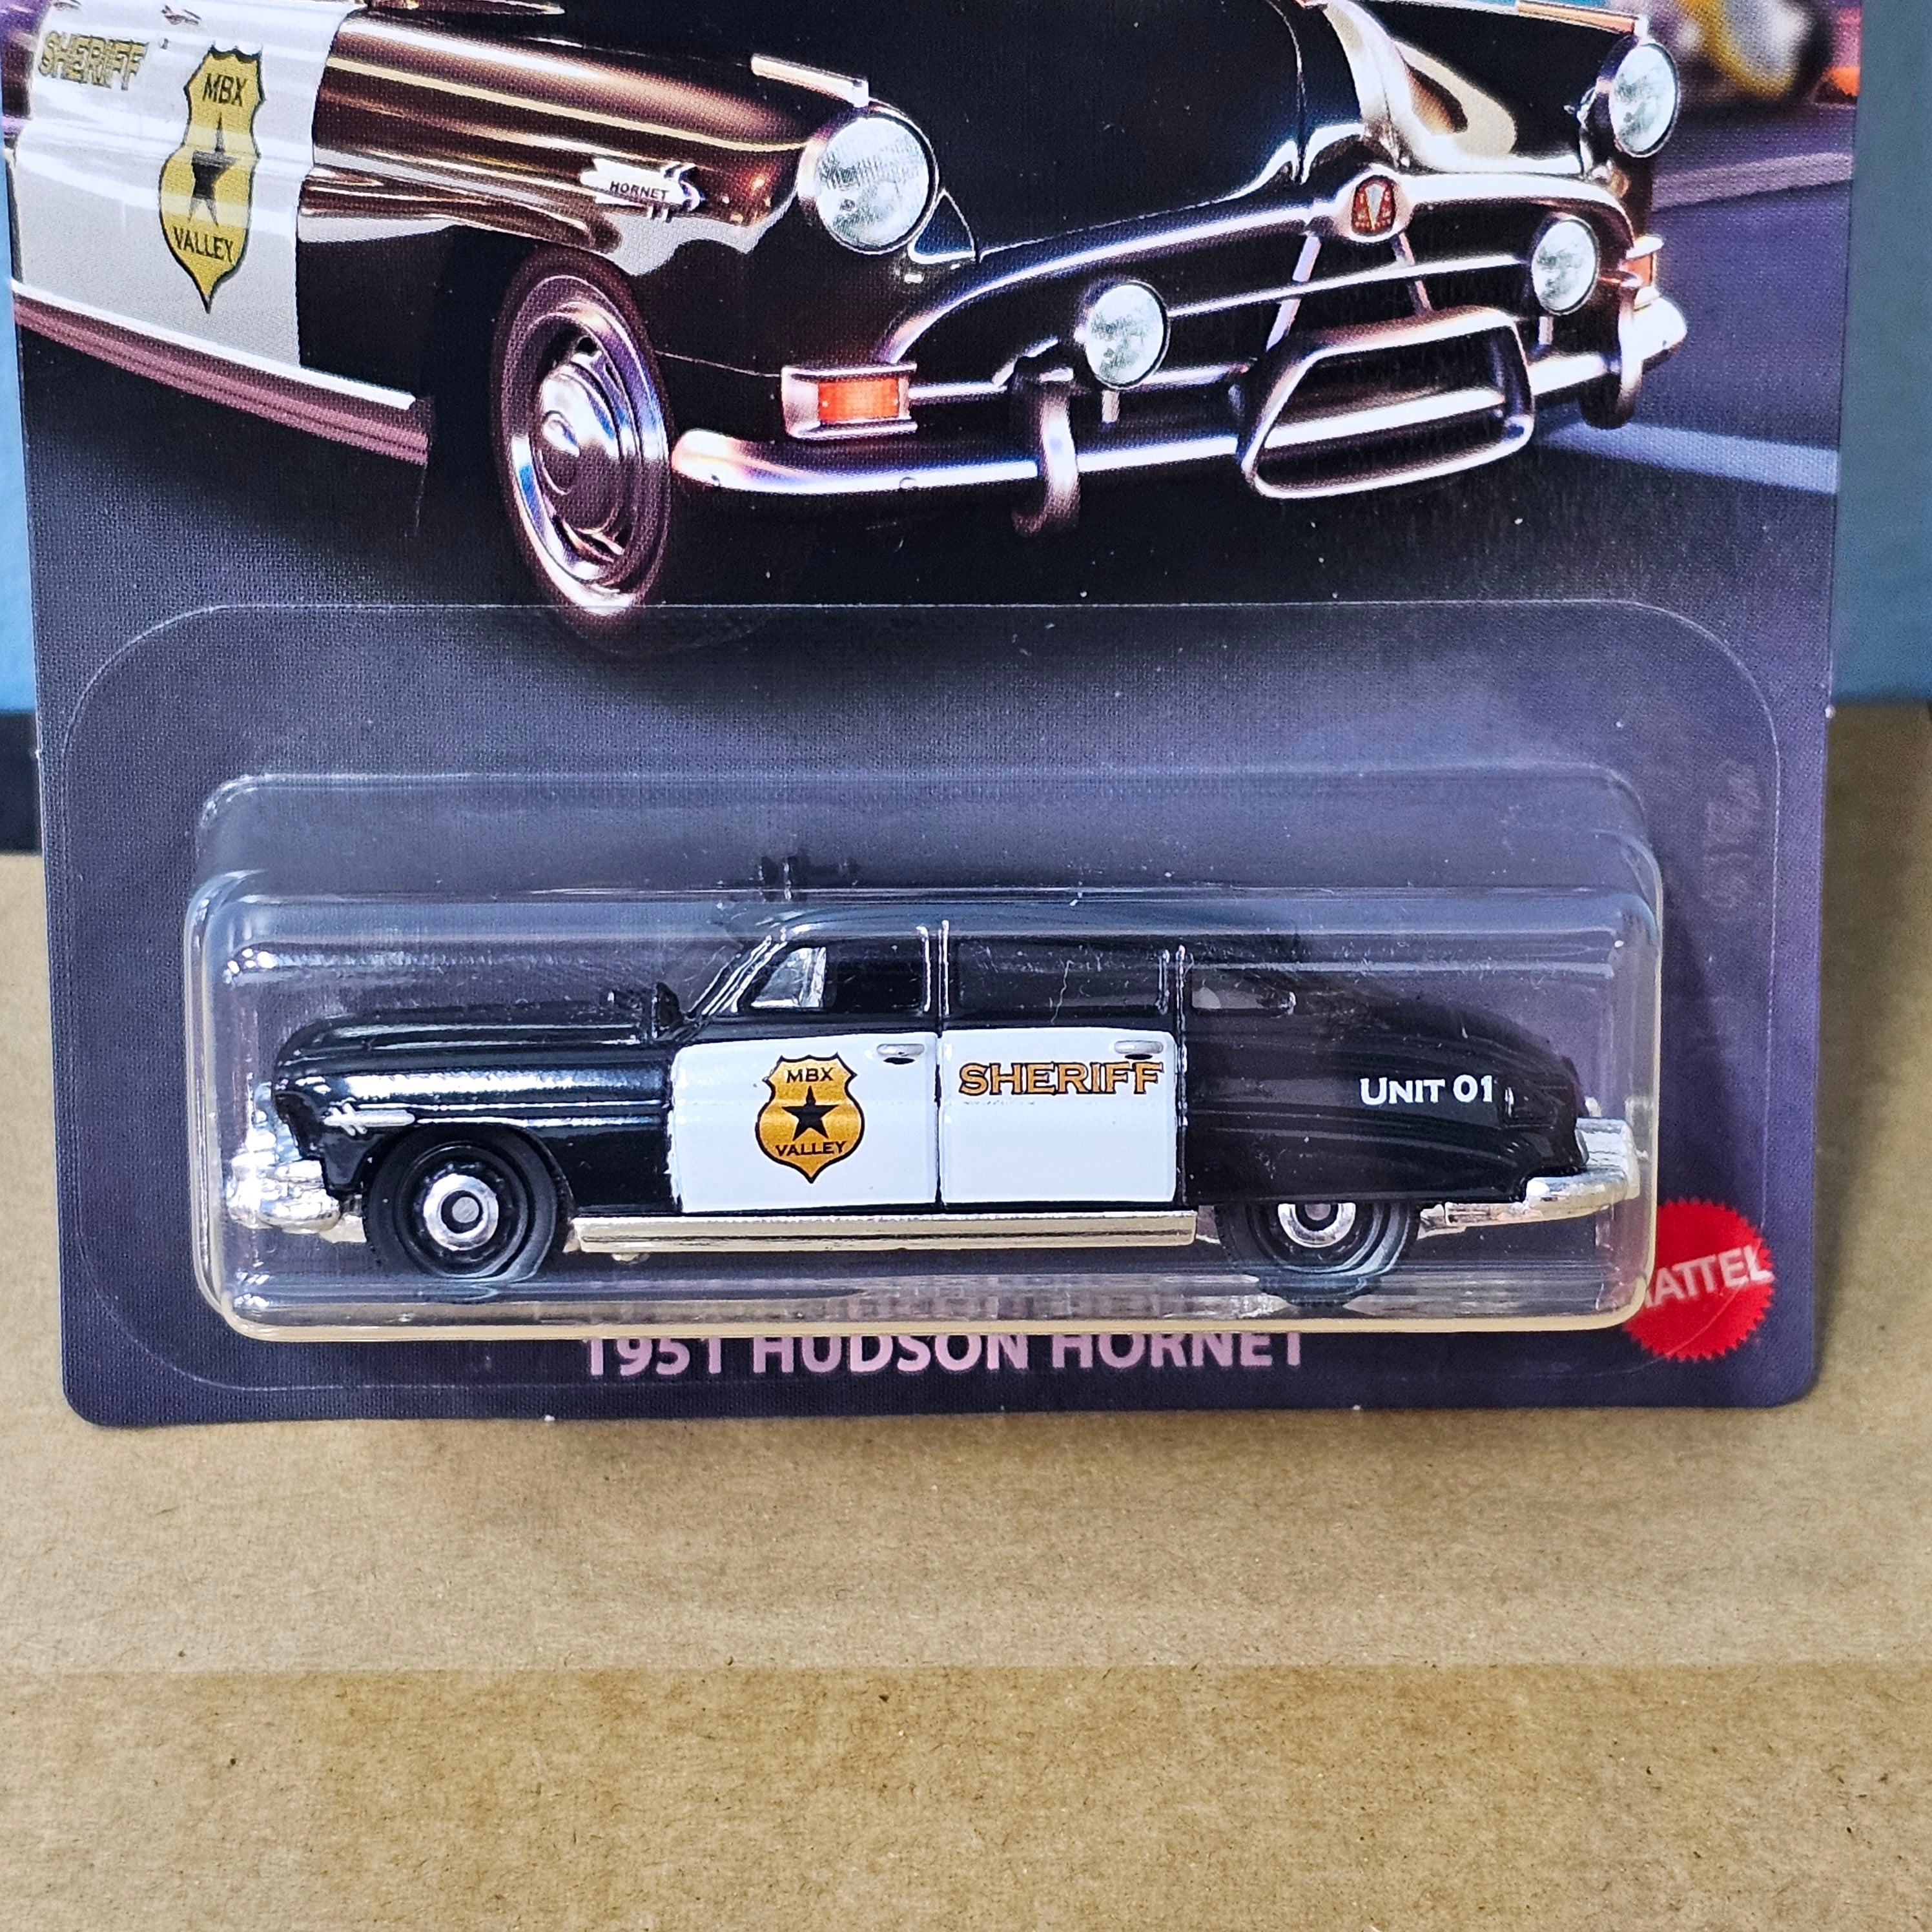 SHERIFF
MBX
VALLEY
HORNET
MBX
VALLEY
SHERIFF
UNIT 01
MATTEL
1951 HUDSON HORNET